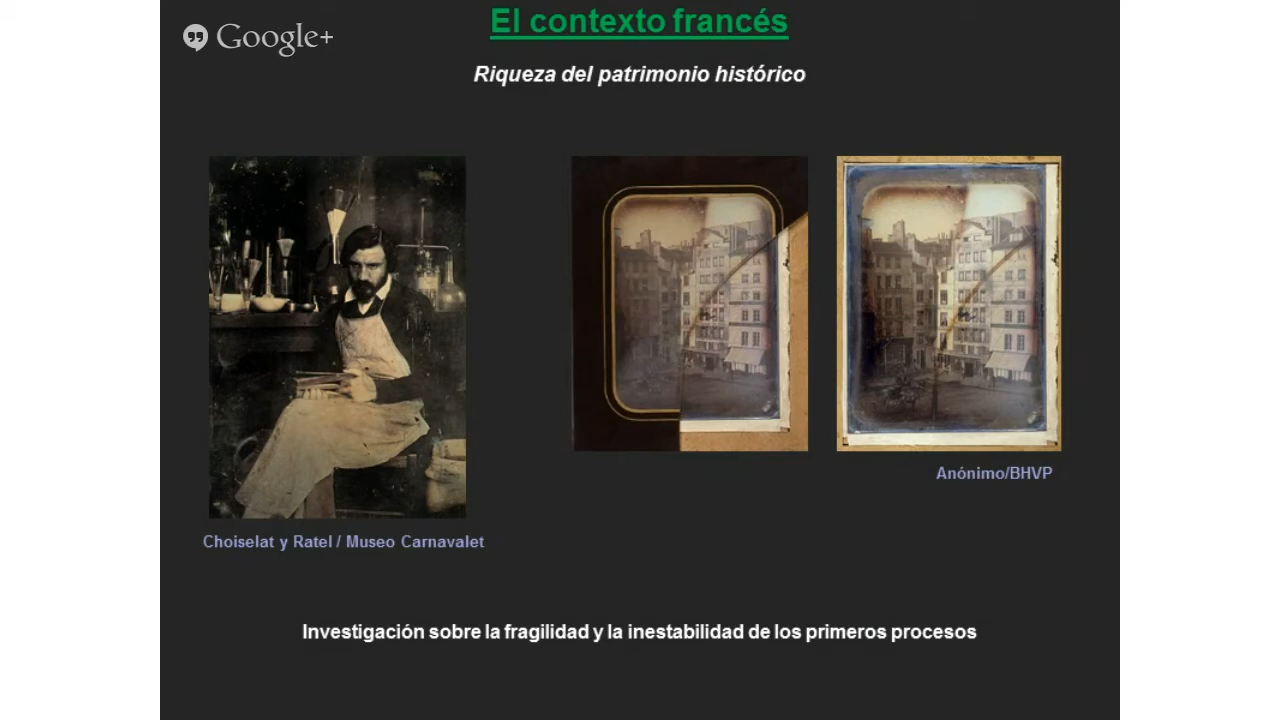 Google+
El contexto francés
Riqueza del patrimonio histórico
Anónimo/BHVP
Choiselat y Ratel / Museo Carnavalet
Investigación sobre la fragilidad y la inestabilidad de los primeros procesos